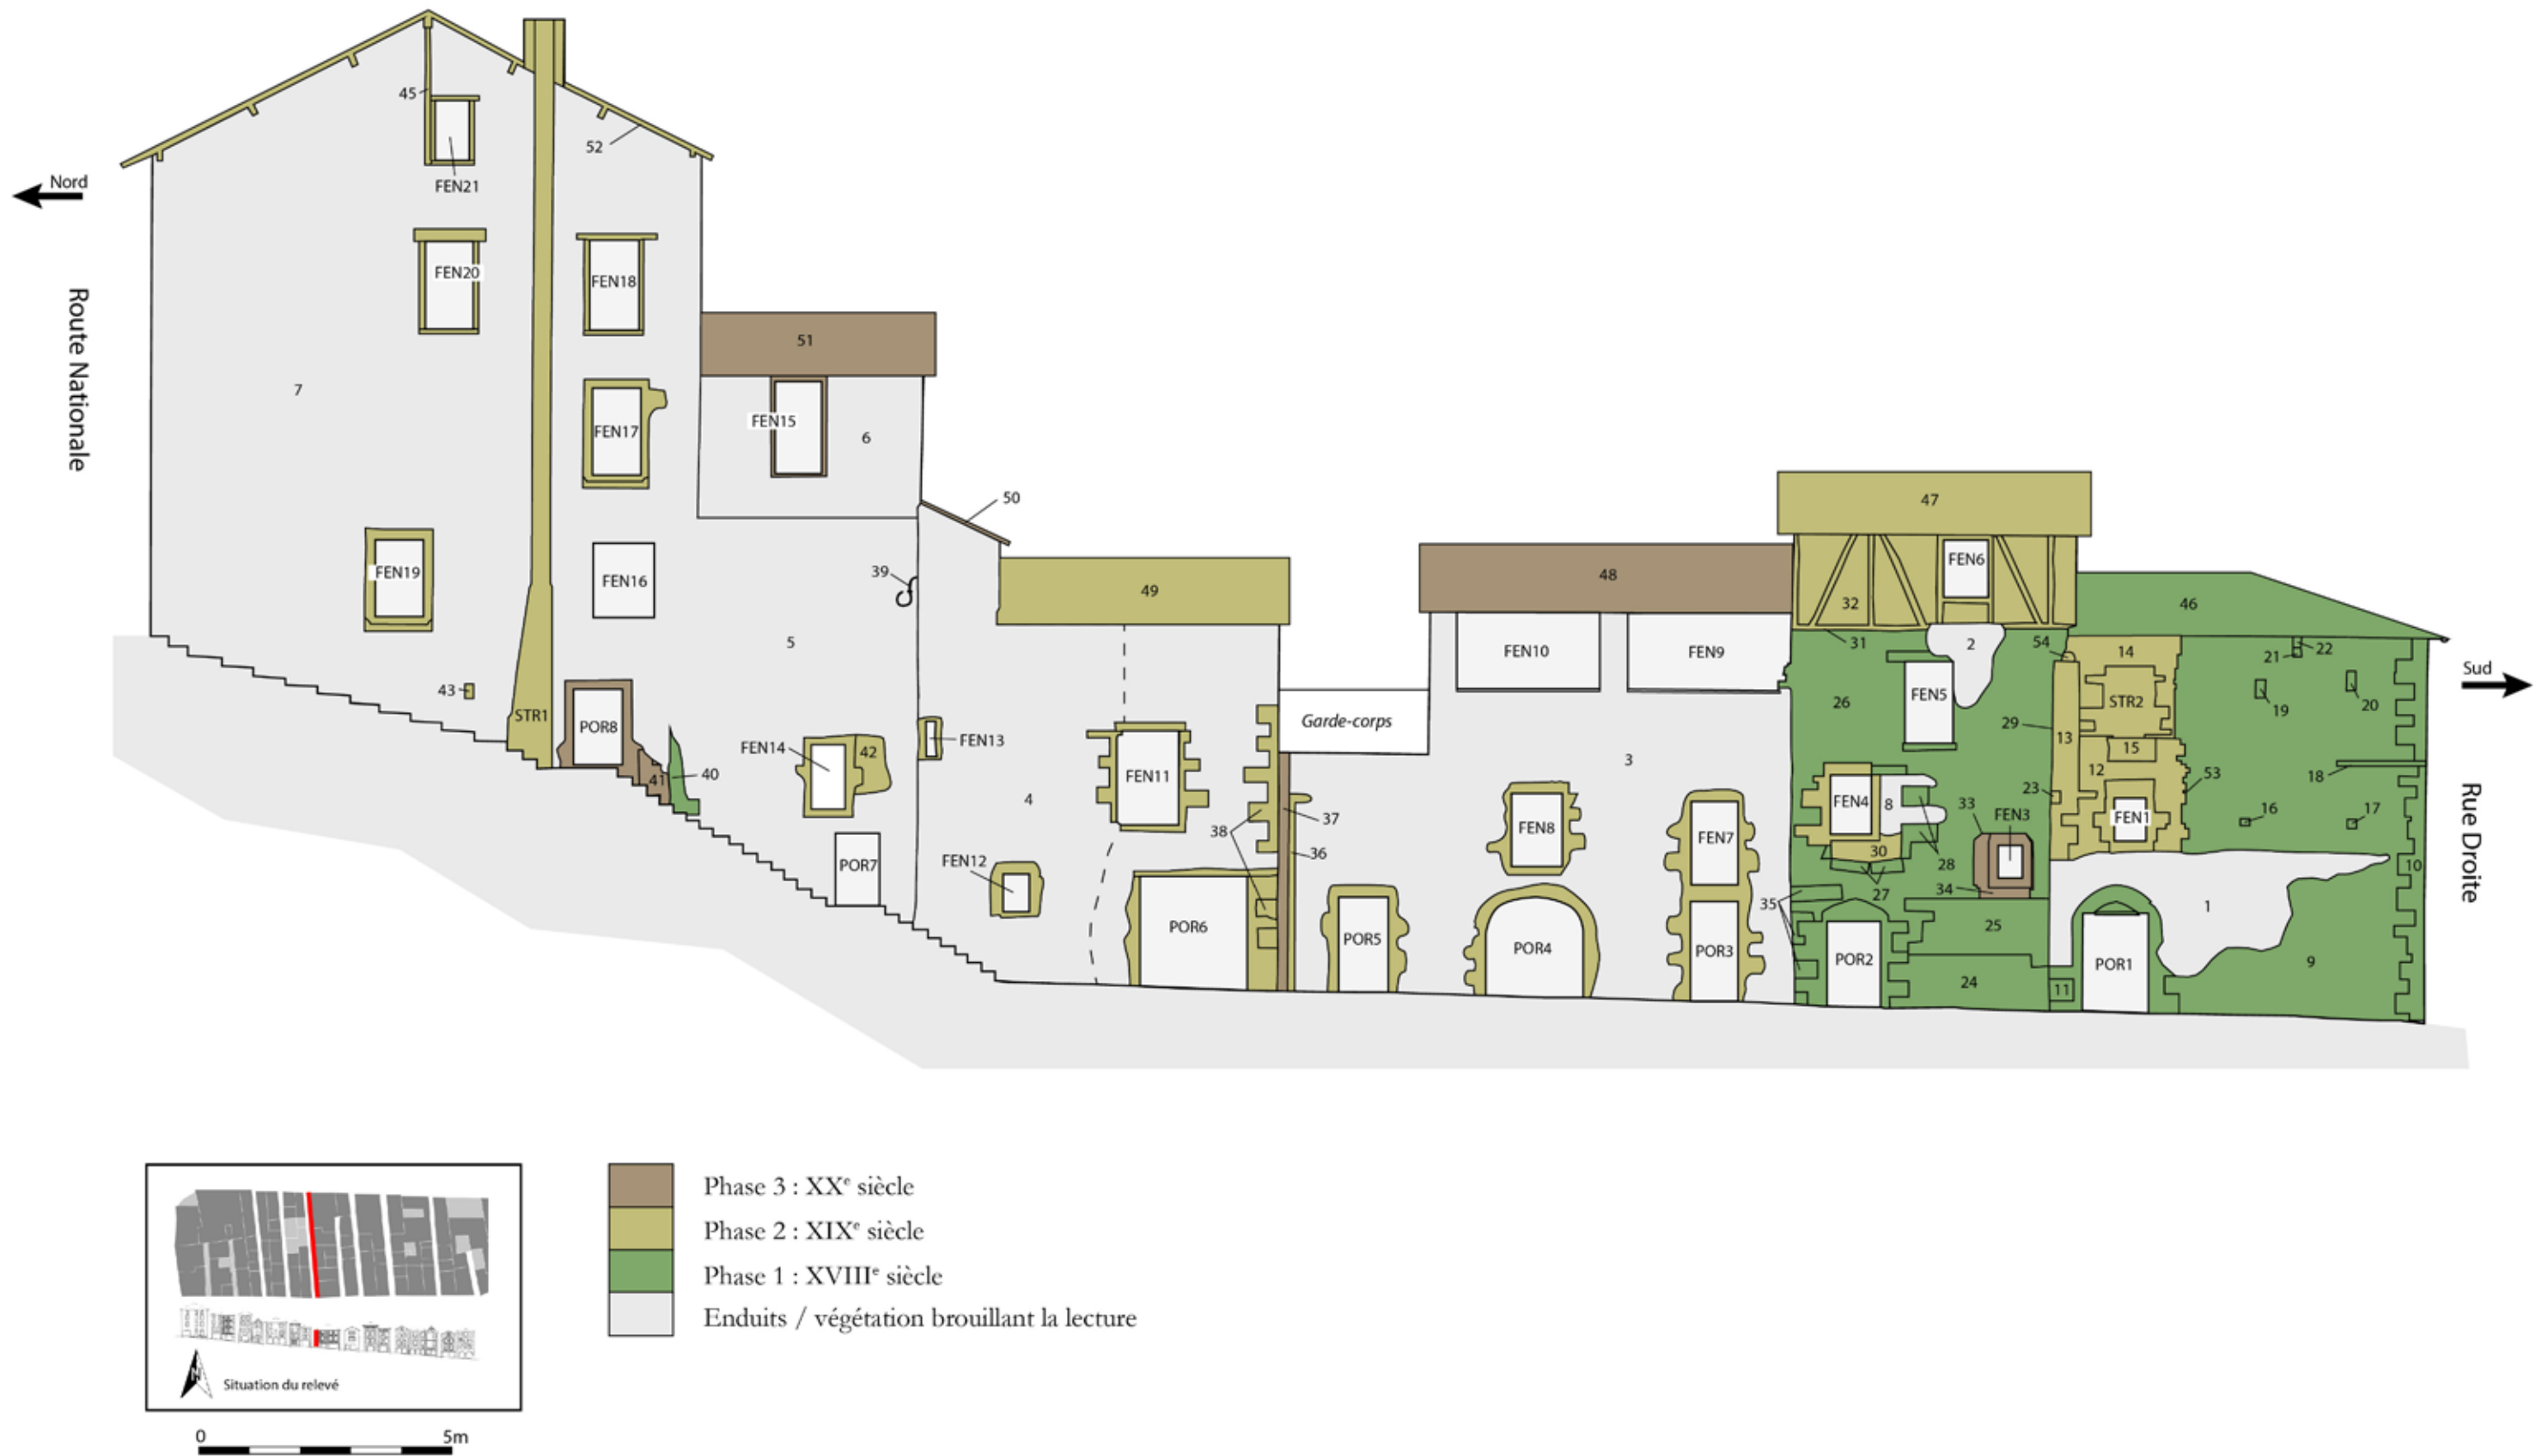 45
52
FEN21
Nord
Route Nationale
FEN20
FEN18
51
7
FEN15
6
FEN17
50
47
FEN19
FEN16
39
49
48
FEN6
32
46
5
FEN10
FEN9
31
2
54
14
21
22
Sud
43
STR1
POR8
Garde-corps
26
FEN5
29
13
STR2
19
20
FEN14
42
FEN13
15
41
40
FEN11
3
12
53
18
4
38
37
FEN8
FEN7
FEN4
8
23
33
FEN3
FEN1
16
17
Rue Droite
36
30
28
10
FEN12
POR7
34
27
35
1
POR6
POR5
POR4
POR3
POR2
25
POR1
9
24
11
Phase 3 : XXe siècle
Phase 2 : XIXe siècle
Phase 1 : XVIIIe siècle
Enduits / végétation brouillant la lecture
N
Situation du relevé
0
5m